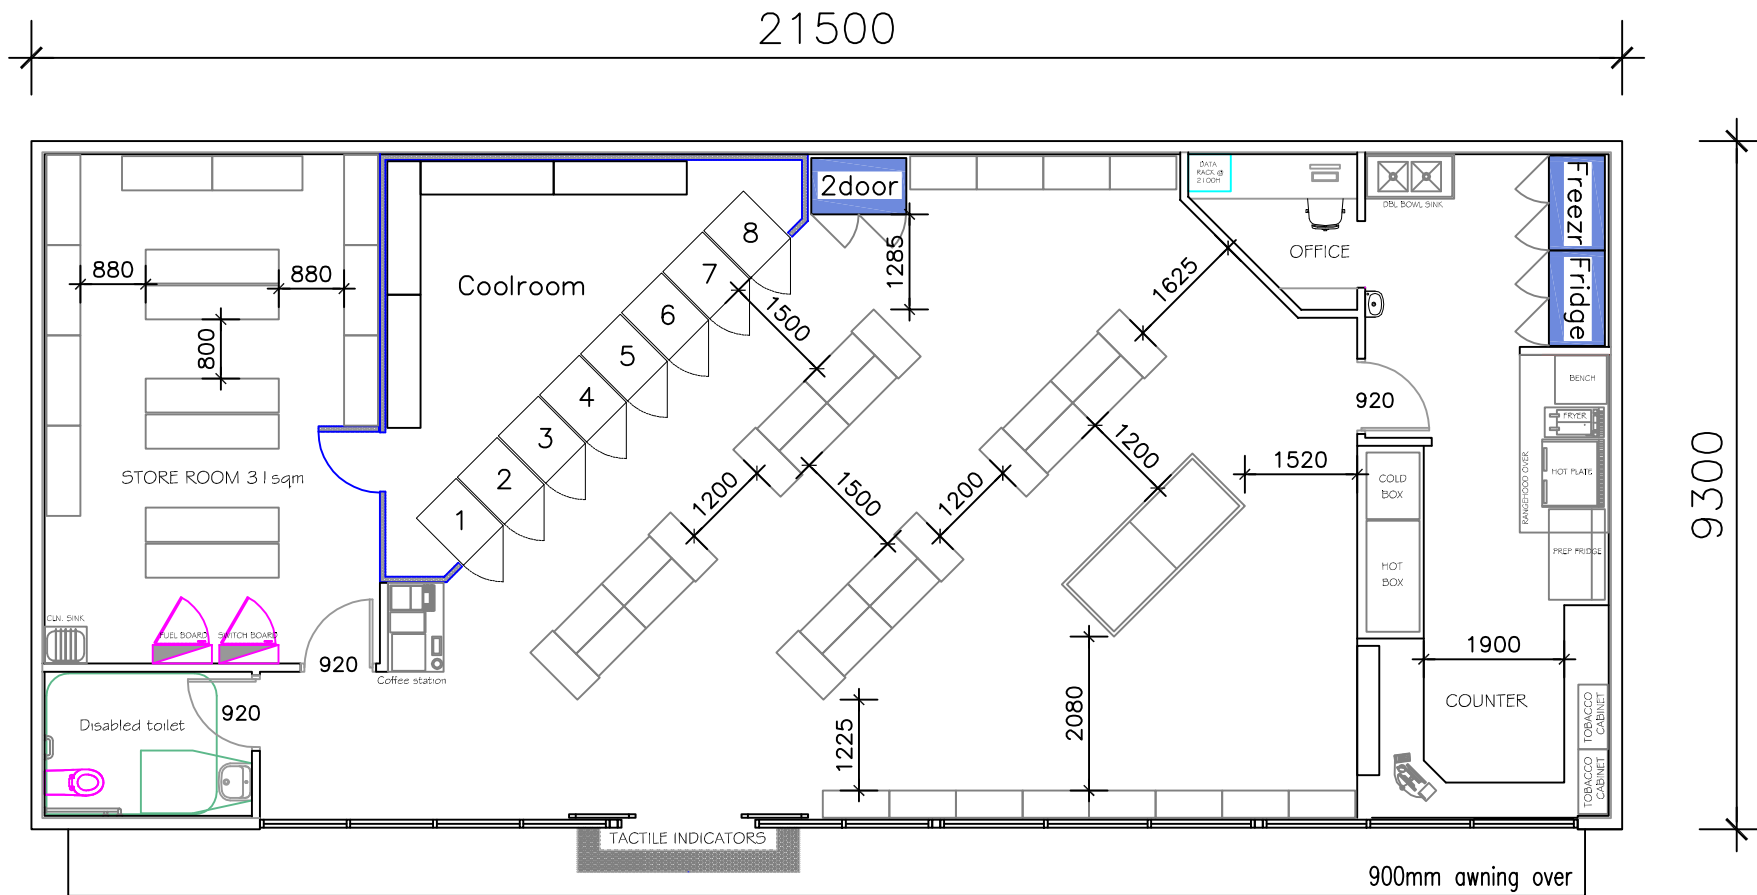 21500
9300
DATA
RACK @
2100H
2door
DBL BOWL SINK
Freezr
Fridge
OFFICE
8
7
6
5
4
3
2
1
Coolroom
880
880
800
1285
1500
1625
STORE ROOM 31sqm
920
1200
1500
1200
1200
1520
BENCH
FRYER
HOT PLATE
RANGEHOOD OVER
PREP FRIDGE
COLD
BOX
HOT
BOX
CLN. SINK
FUEL BOARD
SWITCH BOARD
920
Coffee station
Disabled toilet
920
1225
2080
1900
COUNTER
TOBACCO
CABINET
TOBACCO
CABINET
TACTILE INDICATORS
900mm awning over